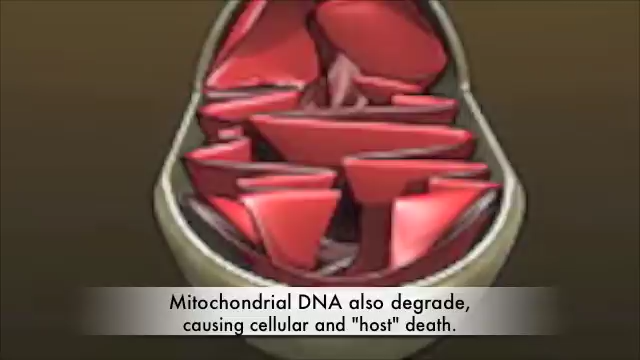 Mitochondrial DNA also degrade,
causing cellular and "host" death.